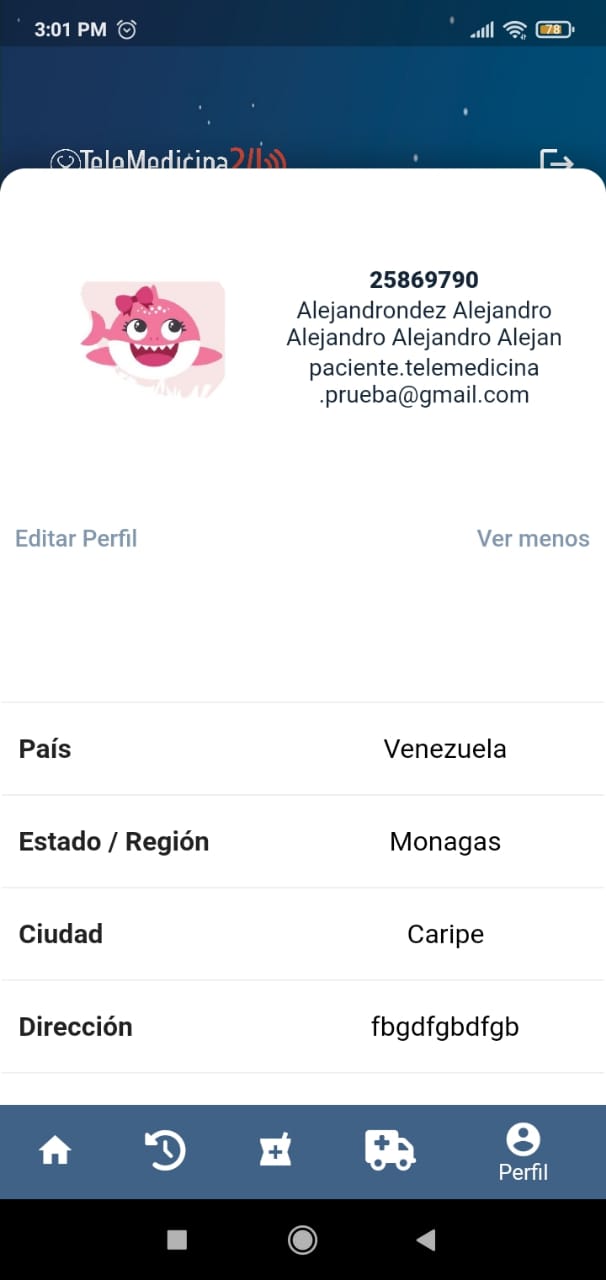 3:01 PM
78
TeleMedicina24
25869790
Alejandrondez Alejandro
Alejandro Alejandro Alejan
paciente.telemedicina
.prueba@gmail.com
Editar Perfil
Ver menos
País
Venezuela
Estado / Región
Monagas
Ciudad
Caripe
Dirección
fbgdfgbdfgb
Perfil